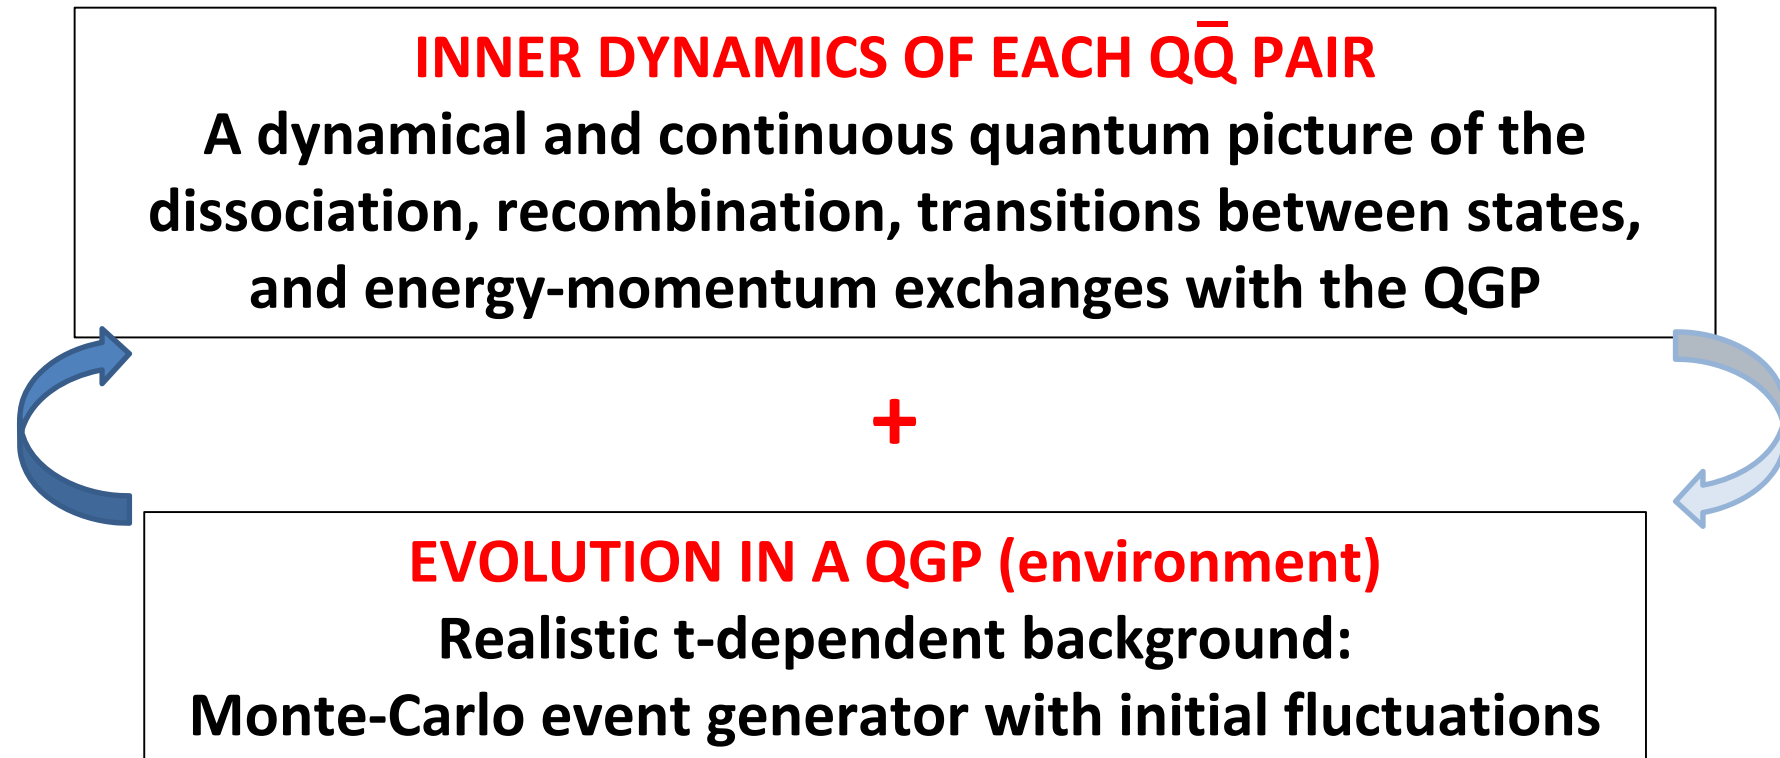 INNER DYNAMICS OF EACH QQ̅ PAIR
A dynamical and continuous quantum picture of the
dissociation, recombination, transitions between states,
and energy-momentum exchanges with the QGP
+
EVOLUTION IN A QGP (environment)
Realistic t-dependent background:
Monte-Carlo event generator with initial fluctuations